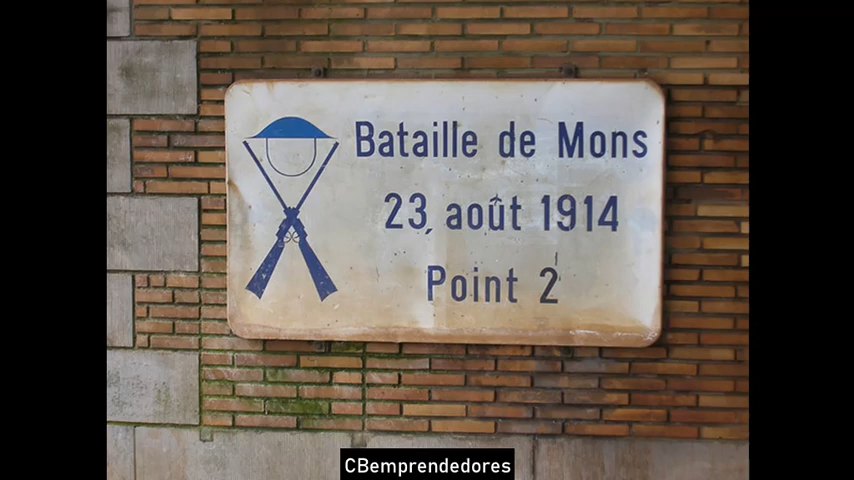 Bataille de Mons
23, août 1914
Point 2
CBemprendedores